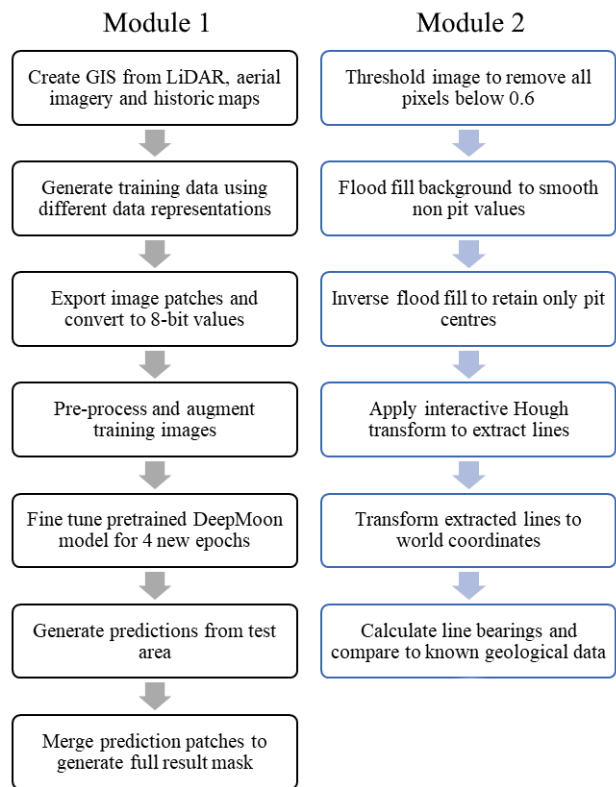 Module 1
Create GIS from LiDAR, aerial
imagery and historic maps
Generate training data using
different data representations
Export image patches and
convert to 8-bit values
Pre-process and augment
training images
Fine tune pretrained DeepMoon
model for 4 new epochs
Generate predictions from test
area
Merge prediction patches to
generate full result mask
Module 2
Threshold image to remove all
pixels below 0.6
Flood fill background to smooth
non pit values
Inverse flood fill to retain only pit
centres
Apply interactive Hough
transform to extract lines
Transform extracted lines to
world coordinates
Calculate line bearings and
compare to known geological data